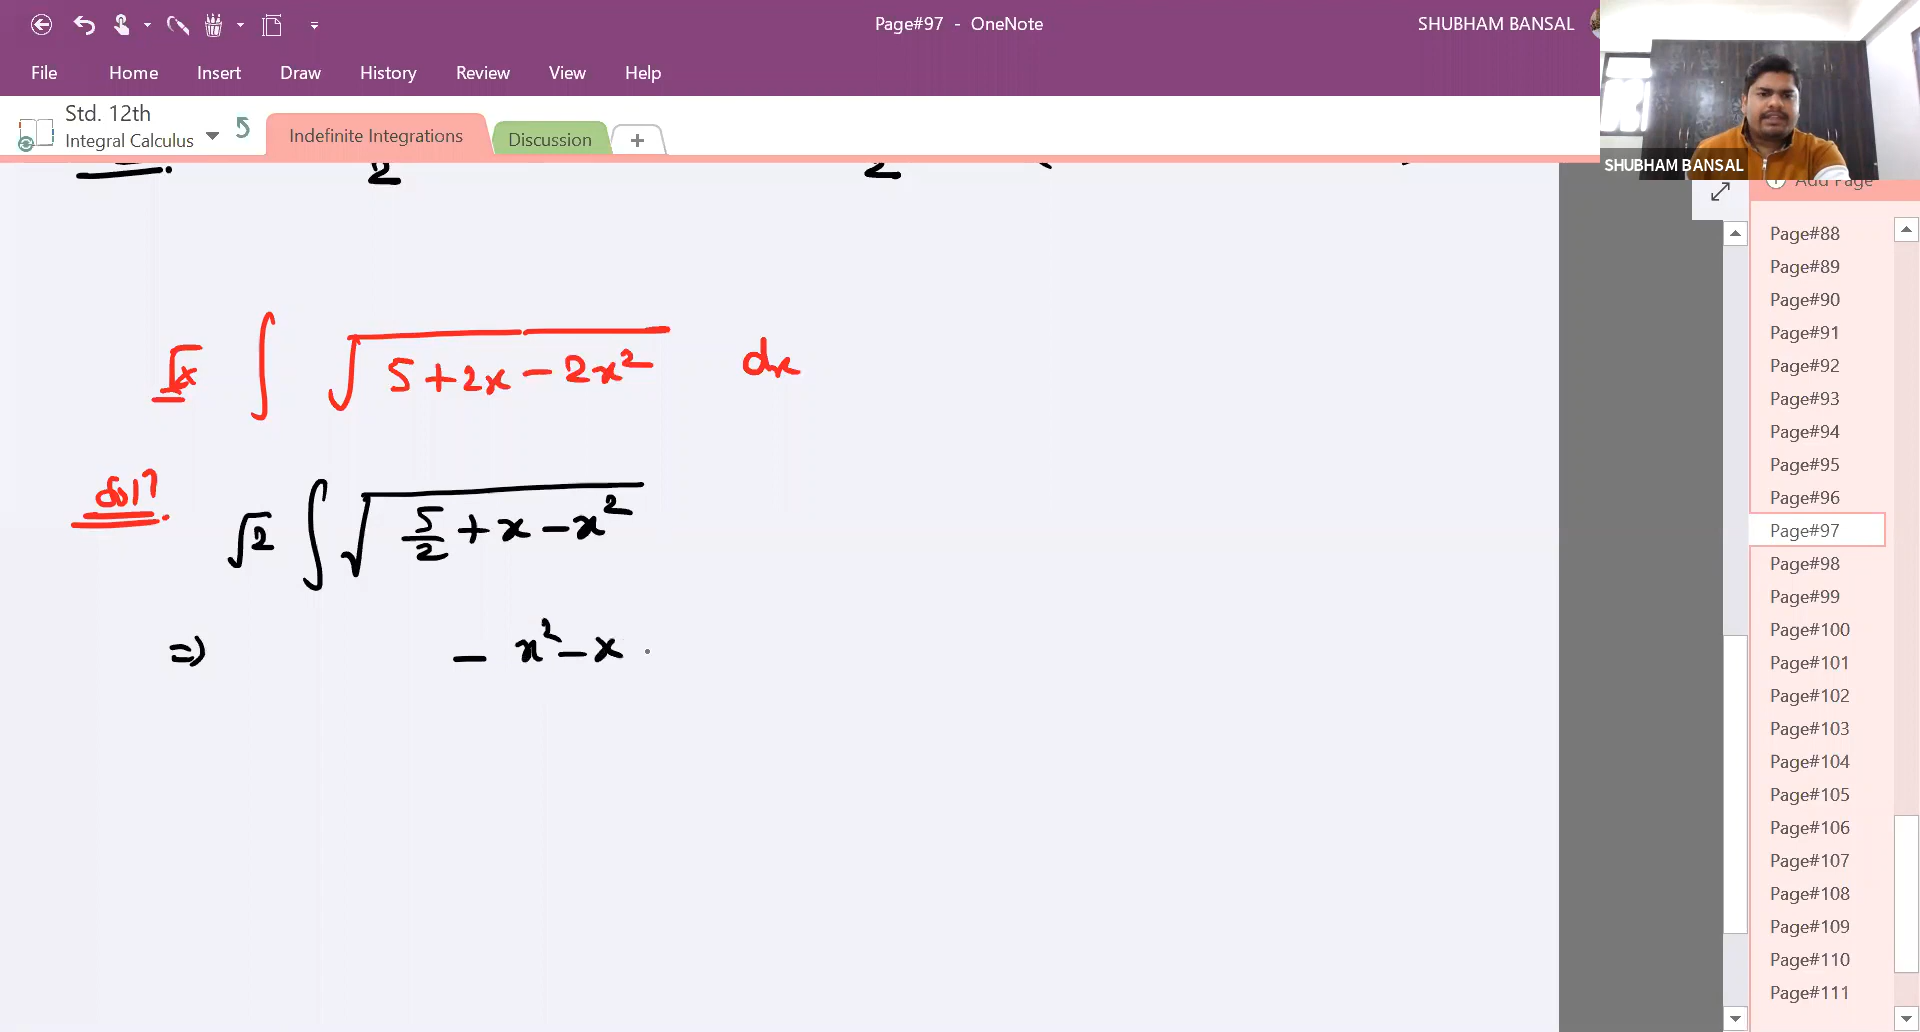 Page#97 - OneNote
SHUBHAM BANSAL
File Home Insert Draw History Review View Help
Std. 12th
Integral Calculus
Indefinite Integrations
Discussion
+
SHUBHAM BANSAL
Add Page
2 2
∫ √(5+2x-2x²) dx
√2 ∫ √(5/2 + x - x²)
=> - x² - x
Page#88
Page#89
Page#90
Page#91
Page#92
Page#93
Page#94
Page#95
Page#96
Page#97
Page#98
Page#99
Page#100
Page#101
Page#102
Page#103
Page#104
Page#105
Page#106
Page#107
Page#108
Page#109
Page#110
Page#111